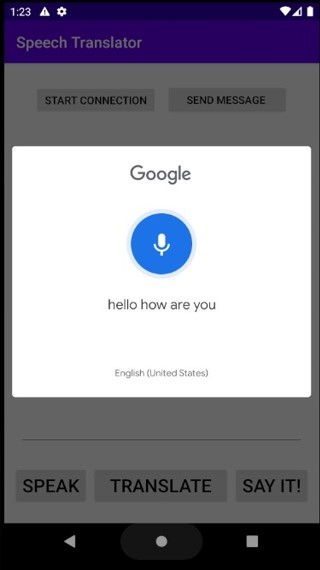 1:23
Speech Translator
START CONNECTION
SEND MESSAGE
Google
hello how are you
English (United States)
SPEAK
TRANSLATE
SAY IT!